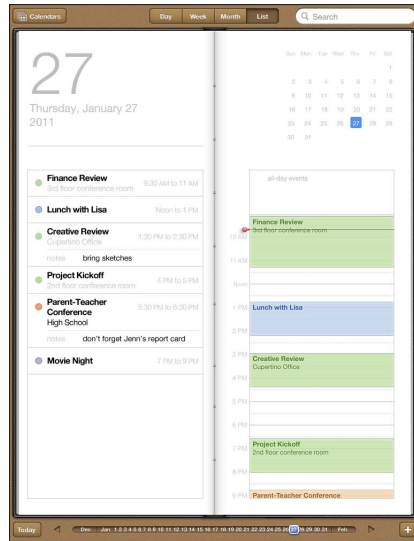 Calendars
Day Week Month List
Search
27
Thursday, January 27
2011
Sun Mon Tue Wed Thu Fri Sat
1
2 3 4 5 6 7 8
9 10 11 12 13 14 15
16 17 18 19 20 21 22
23 24 25 26 27 28 29
30 31
Finance Review
3rd floor conference room
9:30 AM to 11 AM
Lunch with Lisa
Noon to 1 PM
Creative Review
Cupertino Office
1:30 PM to 2:30 PM
notes bring sketches
Project Kickoff
2nd floor conference room
4 PM to 5 PM
Parent-Teacher
Conference
High School
5:30 PM to 6:30 PM
notes don't forget Jenn's report card
Movie Night
7 PM to 9 PM
all-day events
Finance Review
3rd floor conference room
10 AM
11 AM
Noon
1 PM
Lunch with Lisa
2 PM
3 PM
Creative Review
Cupertino Office
4 PM
5 PM
6 PM
7 PM
Project Kickoff
2nd floor conference room
8 PM
9 PM
Parent-Teacher Conference
Today
Dec Jan 1 2 3 4 5 6 7 8 9 10 11 12 13 14 15 16 17 18 19 20 21 22 23 24 25 26 27 28 29 30 31 Feb
+